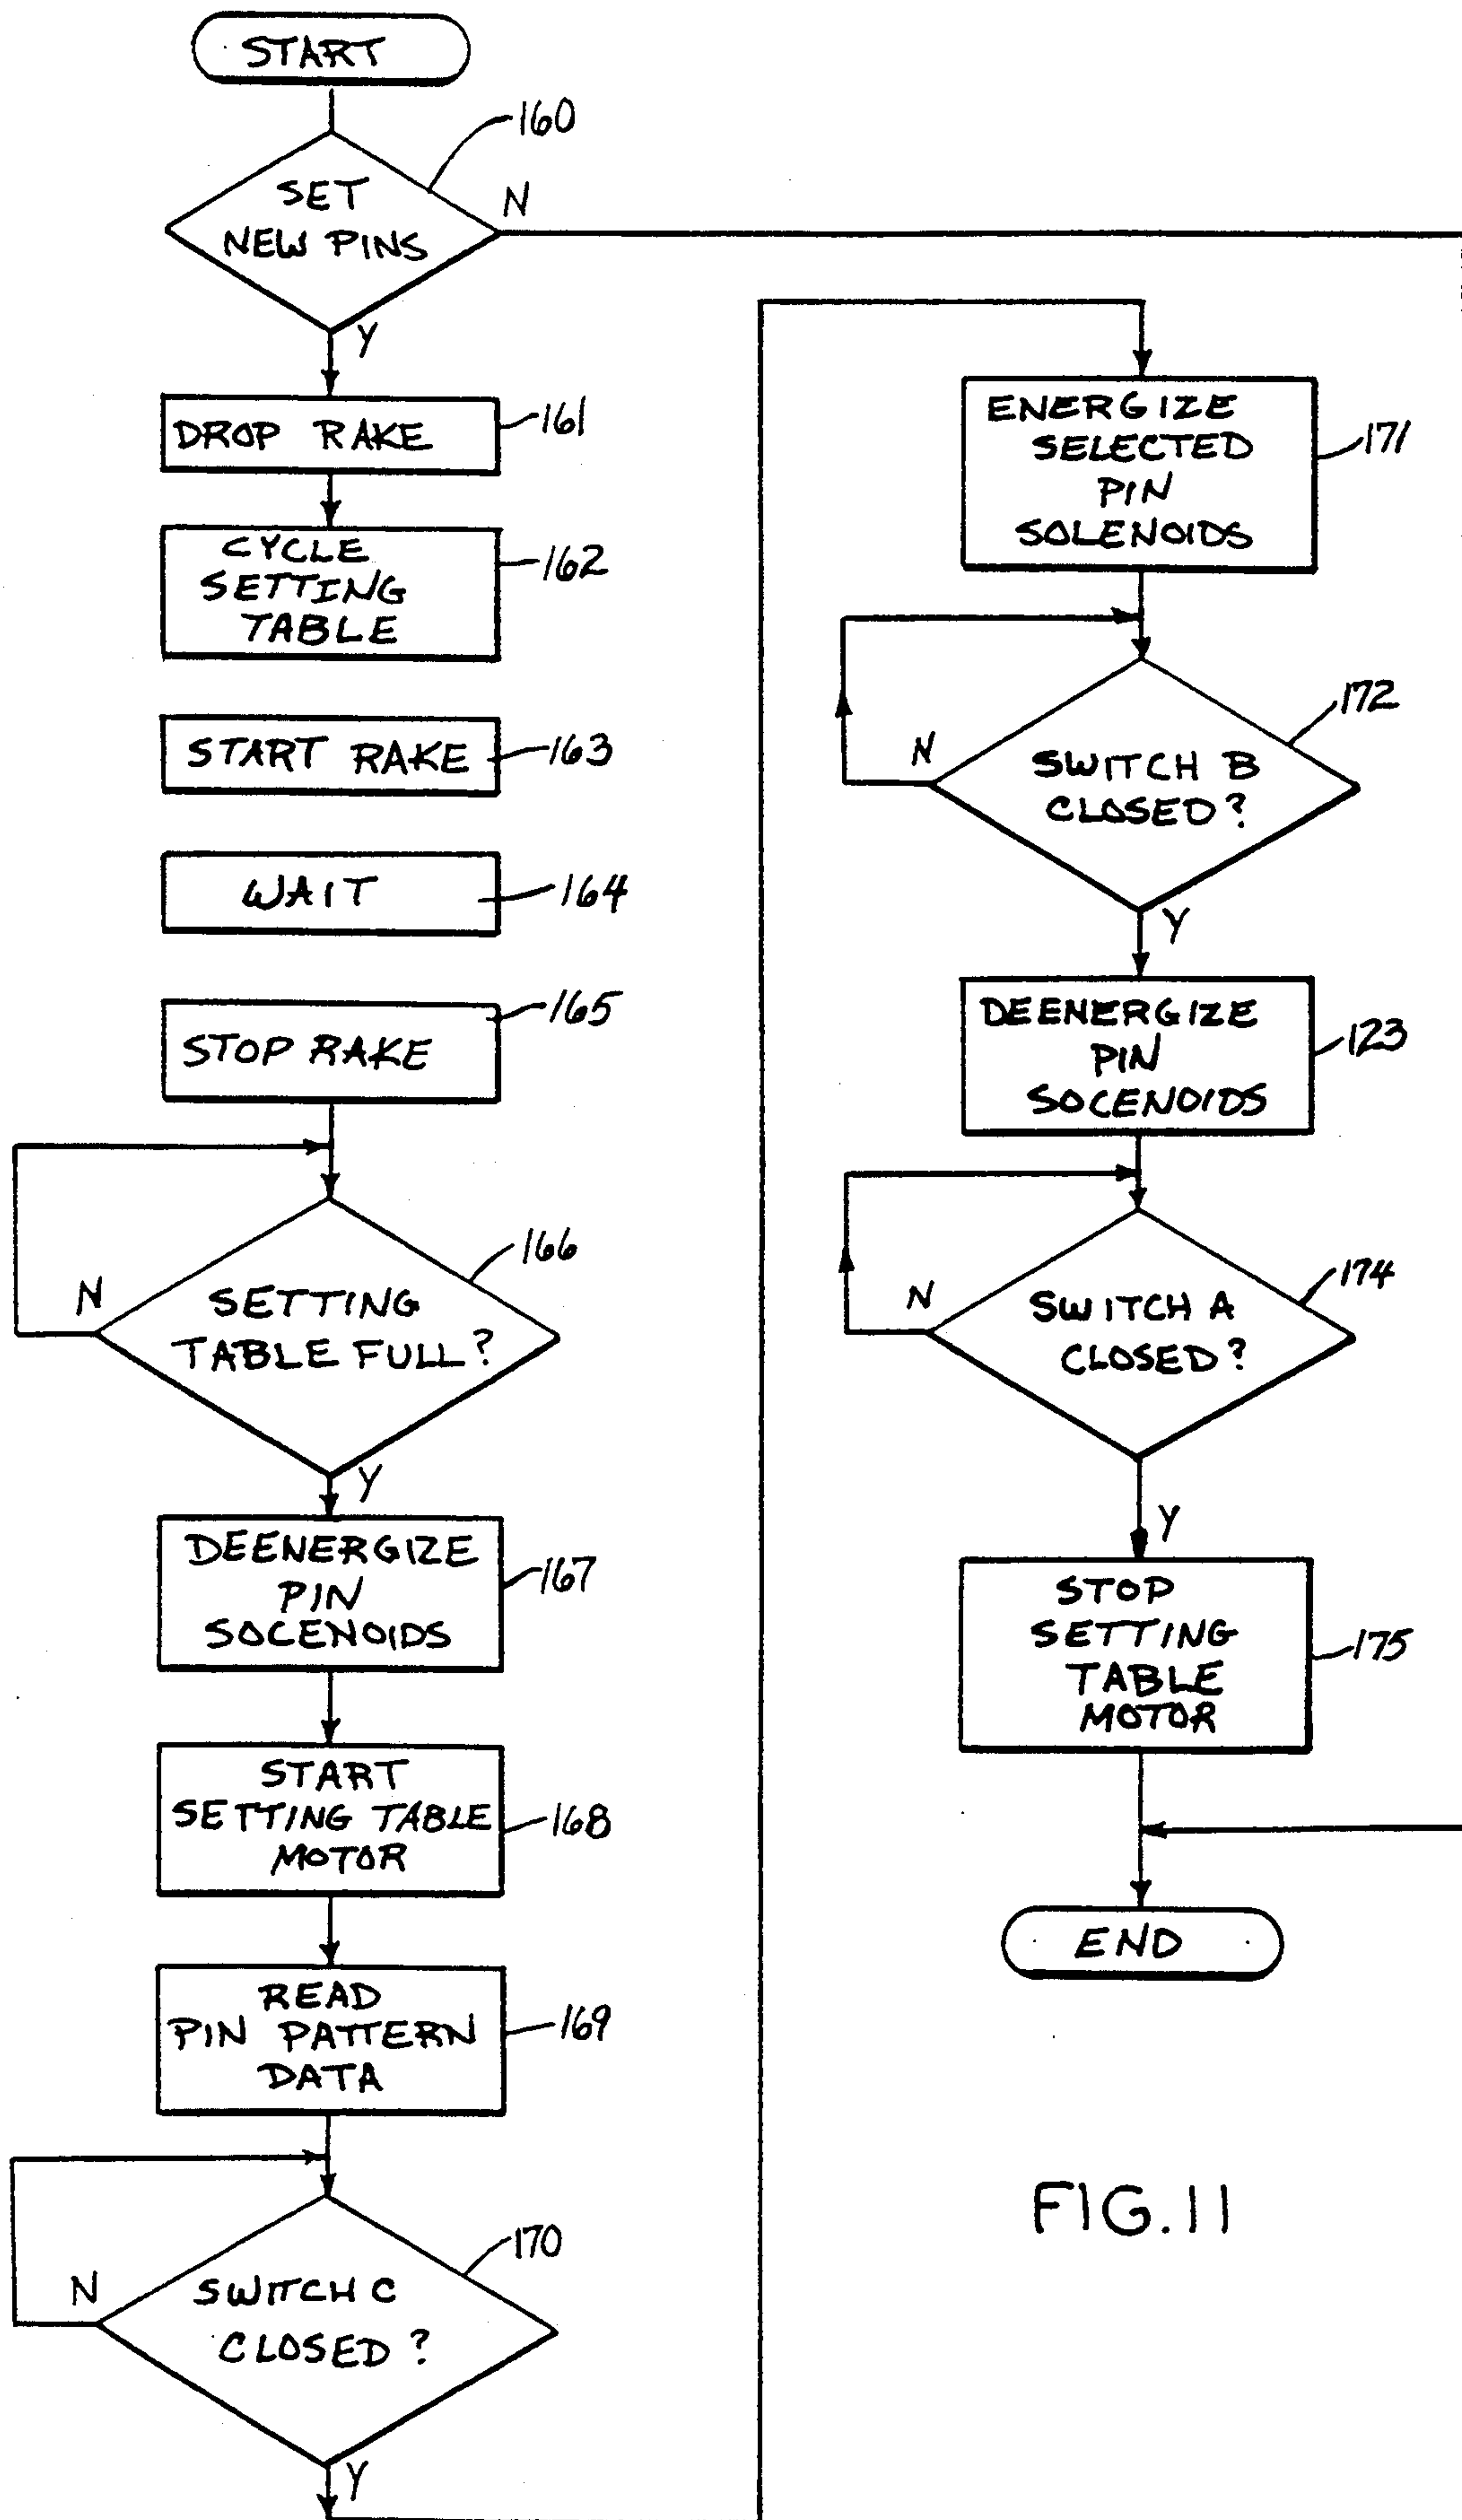 START
160
SET
NEW PINS
N
Y
DROP RAKE
161
CYCLE
SETTING
TABLE
162
START RAKE
163
WAIT
164
STOP RAKE
165
166
SETTING
TABLE FULL?
N
Y
DEENERGIZE
PIN
SOCENOIDS
167
START
SETTING TABLE
MOTOR
168
READ
PIN PATTERN
DATA
169
170
SWITCH C
CLOSED?
N
Y
ENERGIZE
SELECTED
PIN
SOLENOIDS
171
172
SWITCH B
CLOSED?
N
Y
DEENERGIZE
PIN
SOCENOIDS
123
174
SWITCH A
CLOSED?
N
Y
STOP
SETTING
TABLE
MOTOR
175
END
FIG. 11